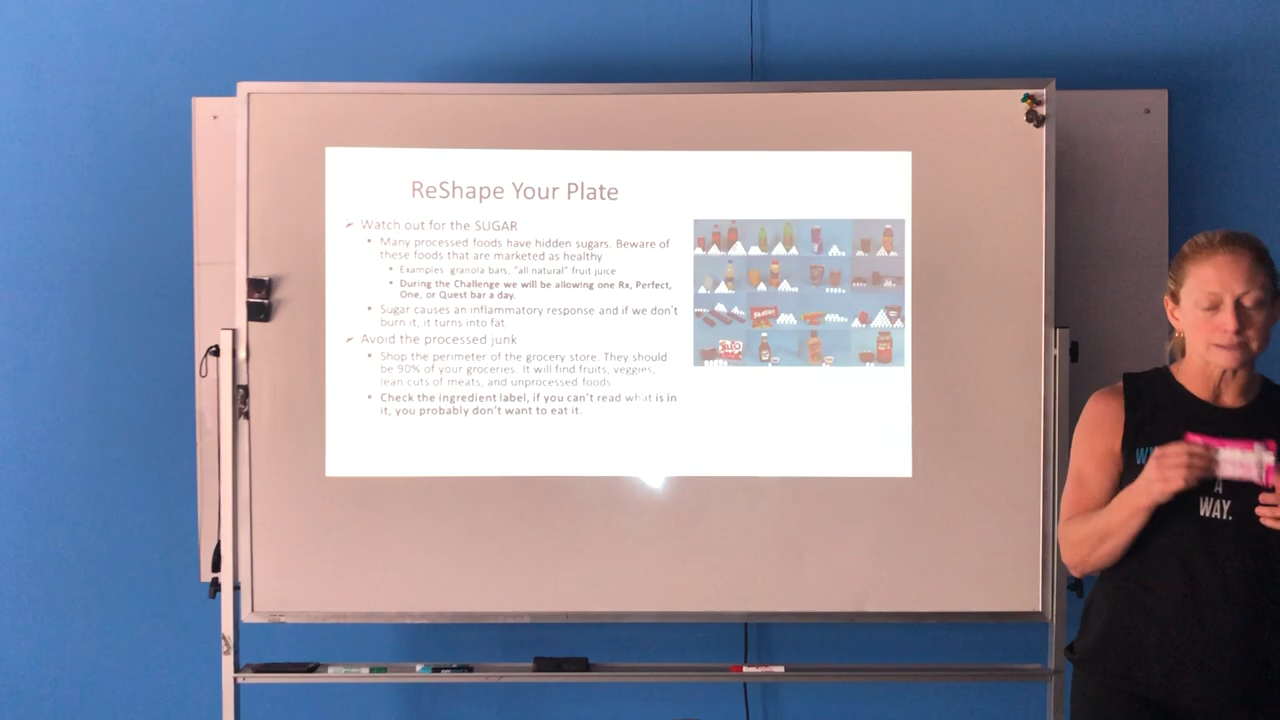 ReShape Your Plate
Watch out for the SUGAR
Many processed foods have hidden sugars. Beware of
these foods that are marketed as healthy
Examples granola bars, "all natural" fruit juice
During the Challenge we will be allowing one Rx, Perfect,
One, or Quest bar a day.
Sugar causes an inflammatory response and if we don't
burn it, it turns into fat
Avoid the processed junk
Shop the perimeter of the grocery store. They should
be 90% of your groceries. It will find fruits, veggies,
lean cuts of meats, and unprocessed foods
Check the ingredient label, if you can't read what is in
it, you probably don't want to eat it.
A
WAY.